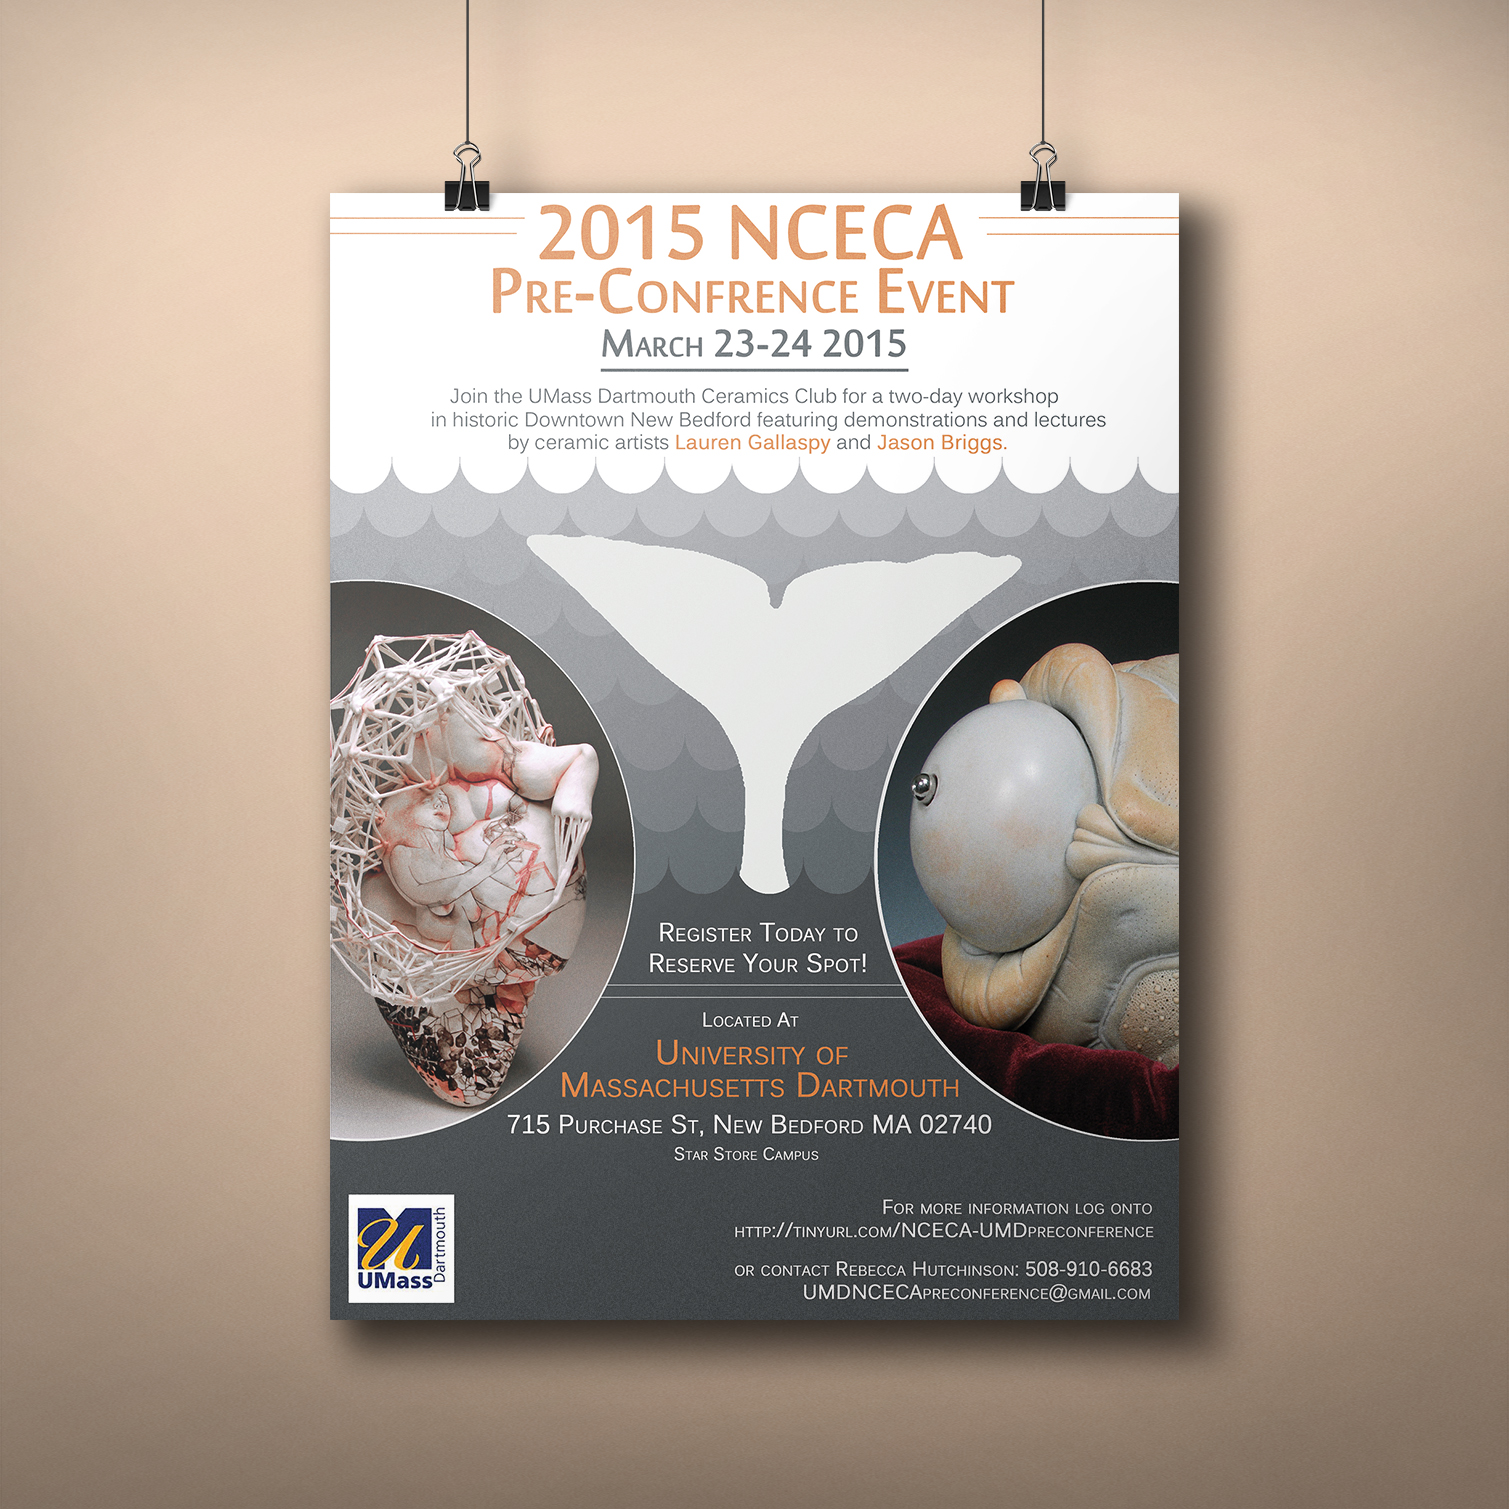 2015 NCECA
Pre-Confrence Event
March 23-24 2015
Join the UMass Dartmouth Ceramics Club for a two-day workshop
in historic Downtown New Bedford featuring demonstrations and lectures
by ceramic artists Lauren Gallaspy and Jason Briggs.
Register Today to
Reserve Your Spot!
Located At
University of
Massachusetts Dartmouth
715 Purchase St, New Bedford MA 02740
Star Store Campus
For more information log onto
http://tinyurl.com/NCECA-UMDpreconference
or contact Rebecca Hutchinson: 508-910-6683
UMDNCECApreconference@gmail.com
U
UMass
Dartmouth